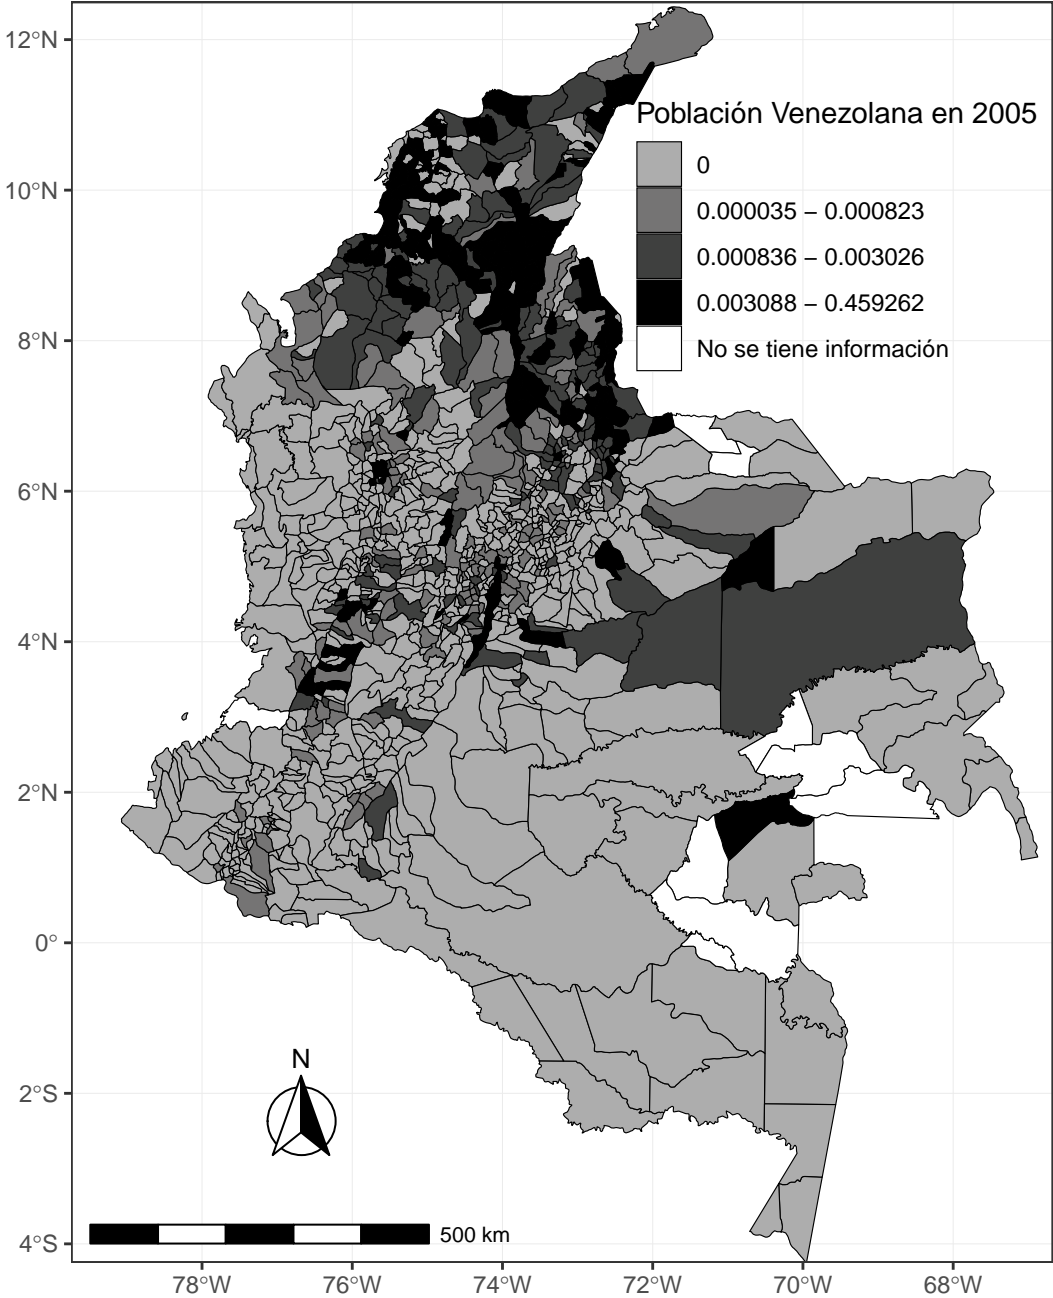 12°N
10°N
8°N
6°N
4°N
2°N
0°
2°S
4°S
Población Venezolana en 2005
0
0.000035 – 0.000823
0.000836 – 0.003026
0.003088 – 0.459262
No se tiene información
N
500 km
78°W
76°W
74°W
72°W
70°W
68°W